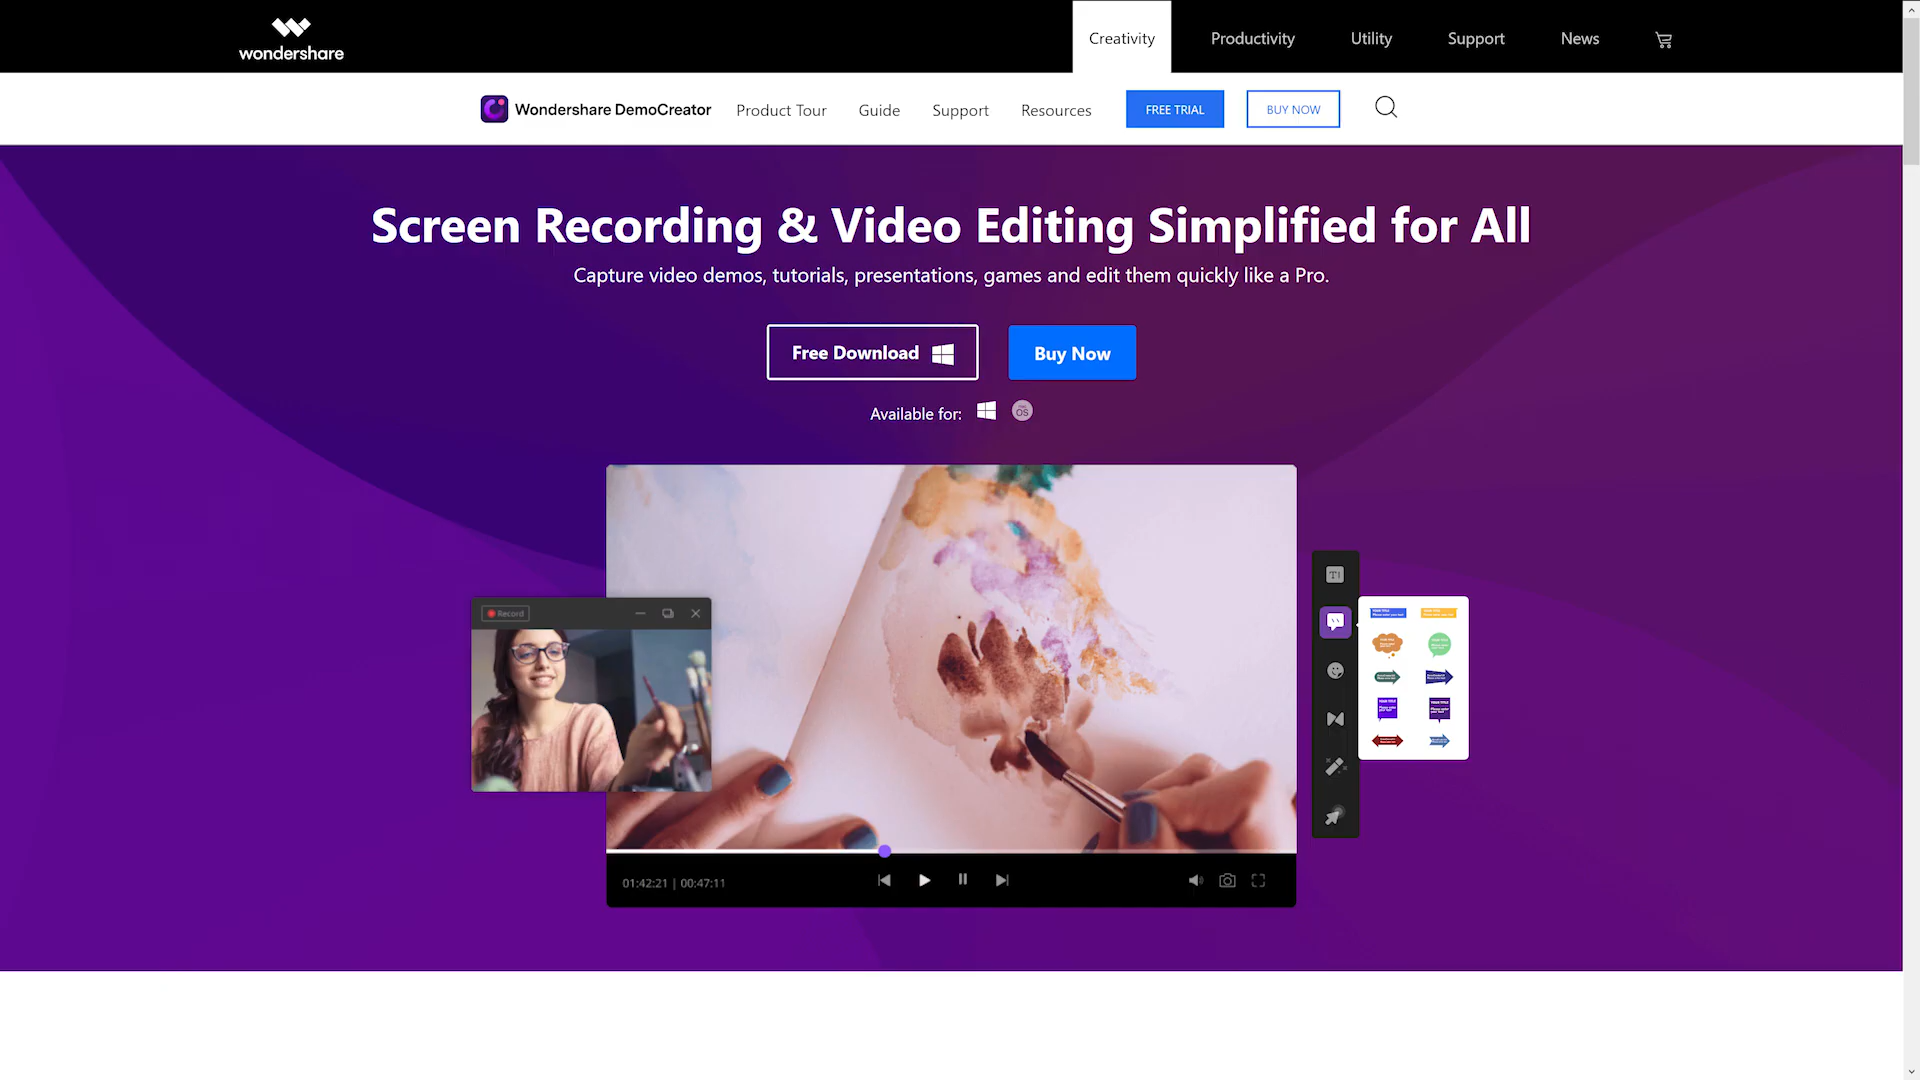 wondershare
Creativity
Productivity
Utility
Support
News
Wondershare DemoCreator
Product Tour
Guide
Support
Resources
FREE TRIAL
BUY NOW
Screen Recording & Video Editing Simplified for All
Capture video demos, tutorials, presentations, games and edit them quickly like a Pro.
Free Download
Buy Now
Available for:
OS
Record
01:42:21 | 00:47:11